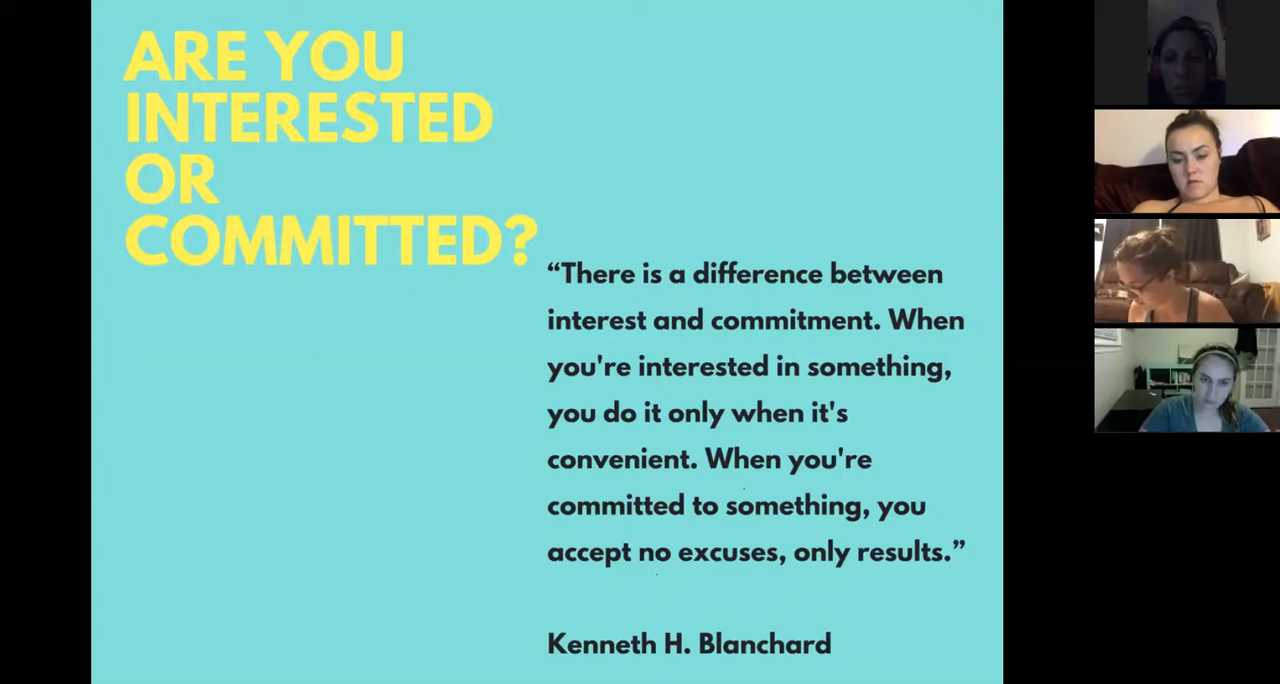 ARE YOU
INTERESTED
OR
COMMITTED?
“There is a difference between
interest and commitment. When
you're interested in something,
you do it only when it's
convenient. When you're
committed to something, you
accept no excuses, only results.”
Kenneth H. Blanchard